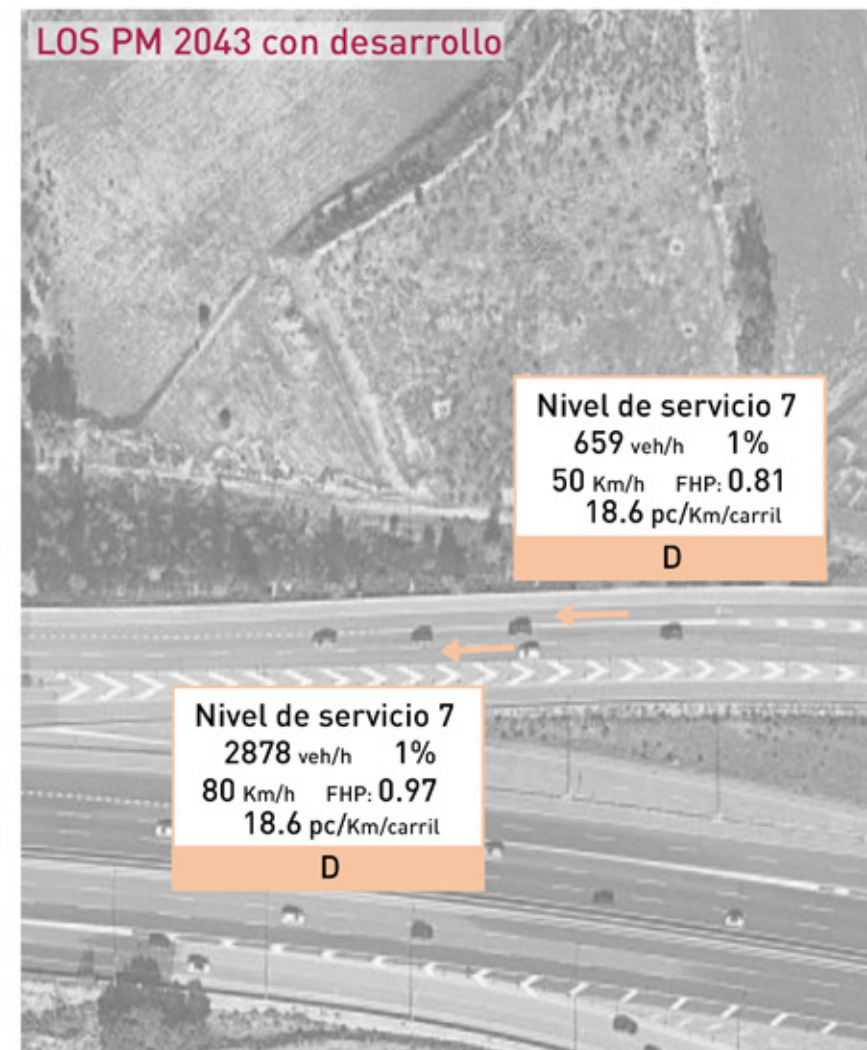 LOS PM 2043 con desarrollo
Nivel de servicio 7
659 veh/h 1%
50 Km/h FHP: 0.81
18.6 pc/Km/carril
D
Nivel de servicio 7
2878 veh/h 1%
80 Km/h FHP: 0.97
18.6 pc/Km/carril
D